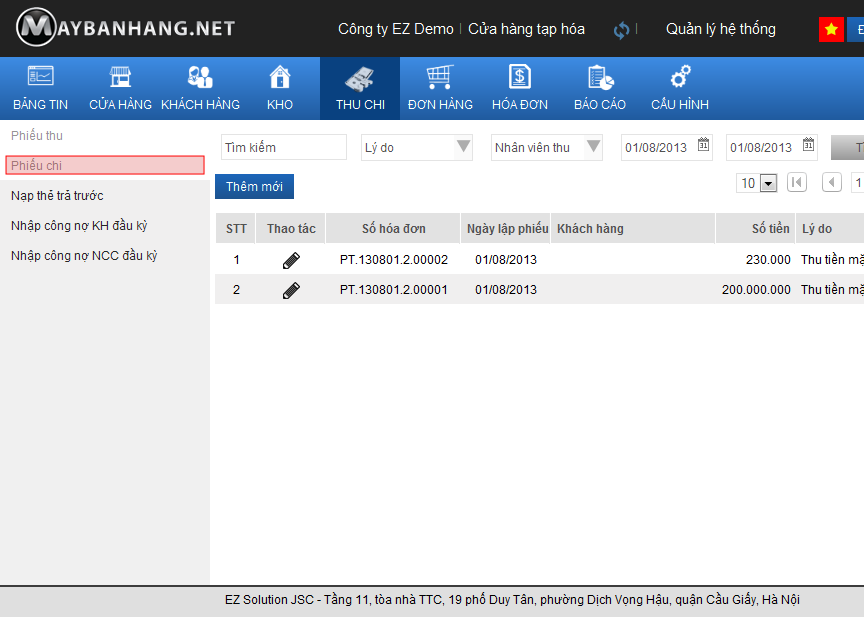 MAYBANHANG.NET
Công ty EZ Demo | Cửa hàng tạp hóa | Quản lý hệ thống
BẢNG TIN CỬA HÀNG KHÁCH HÀNG KHO THU CHI ĐƠN HÀNG HÓA ĐƠN BÁO CÁO CẤU HÌNH
Phiếu thu
Phiếu chi
Nạp thẻ trả trước
Nhập công nợ KH đầu kỳ
Nhập công nợ NCC đầu kỳ
Tìm kiếm Lý do Nhân viên thu 01/08/2013 31 01/08/2013 31
Thêm mới 10 1
STT Thao tác Số hóa đơn Ngày lập phiếu Khách hàng Số tiền Lý do
1 PT.130801.2.00002 01/08/2013 230.000 Thu tiền
2 PT.130801.2.00001 01/08/2013 200.000.000 Thu tiền
EZ Solution JSC - Tầng 11, tòa nhà TTC, 19 phố Duy Tân, phường Dịch Vọng Hậu, quận Cầu Giấy, Hà Nội